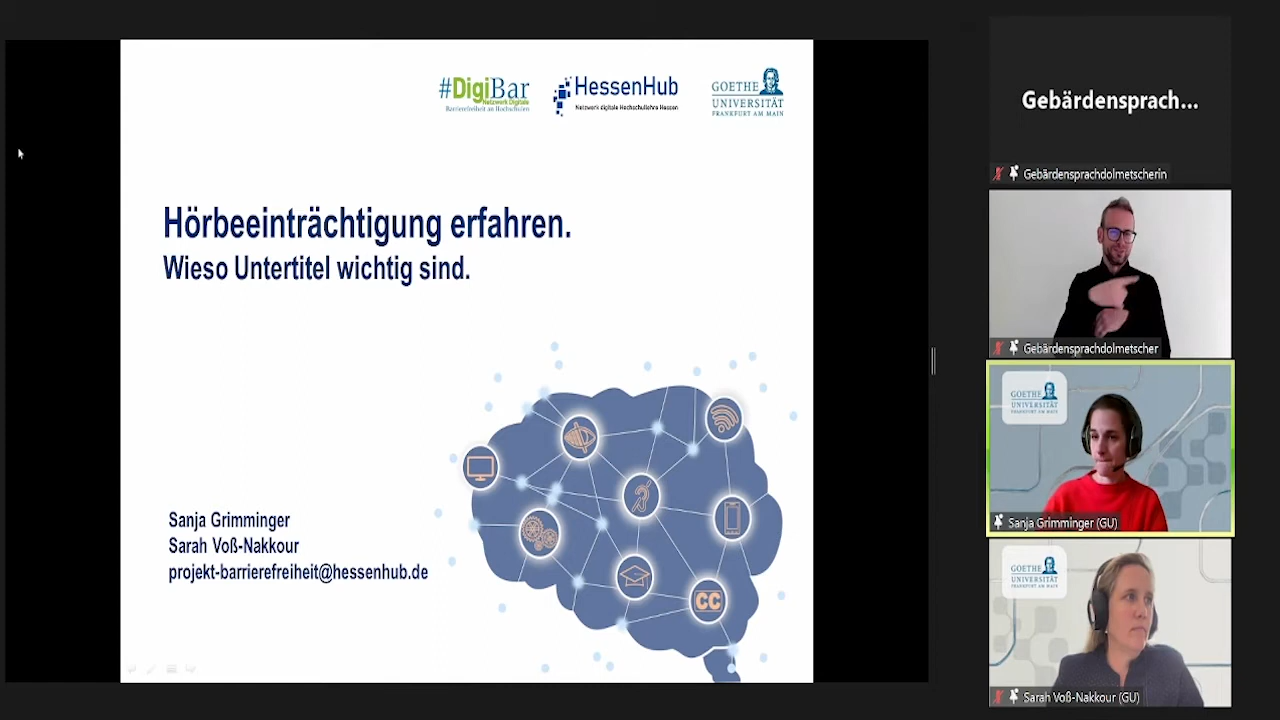 #DigiBar
Netzwerk Digitale
Barrierefreiheit an Hochschulen
HessenHub
Netzwerk digitale Hochschullehre Hessen
GOETHE
UNIVERSITÄT
FRANKFURT AM MAIN
Hörbeeinträchtigung erfahren.
Wieso Untertitel wichtig sind.
Sanja Grimminger
Sarah Voß-Nakkour
projekt-barrierefreiheit@hessenhub.de
CC
Gebärdensprach...
Gebärdensprachdolmetscherin
Gebärdensprachdolmetscher
GOETHE
UNIVERSITÄT
FRANKFURT AM MAIN
Sanja Grimminger (GU)
GOETHE
UNIVERSITÄT
FRANKFURT AM MAIN
Sarah Voß-Nakkour (GU)